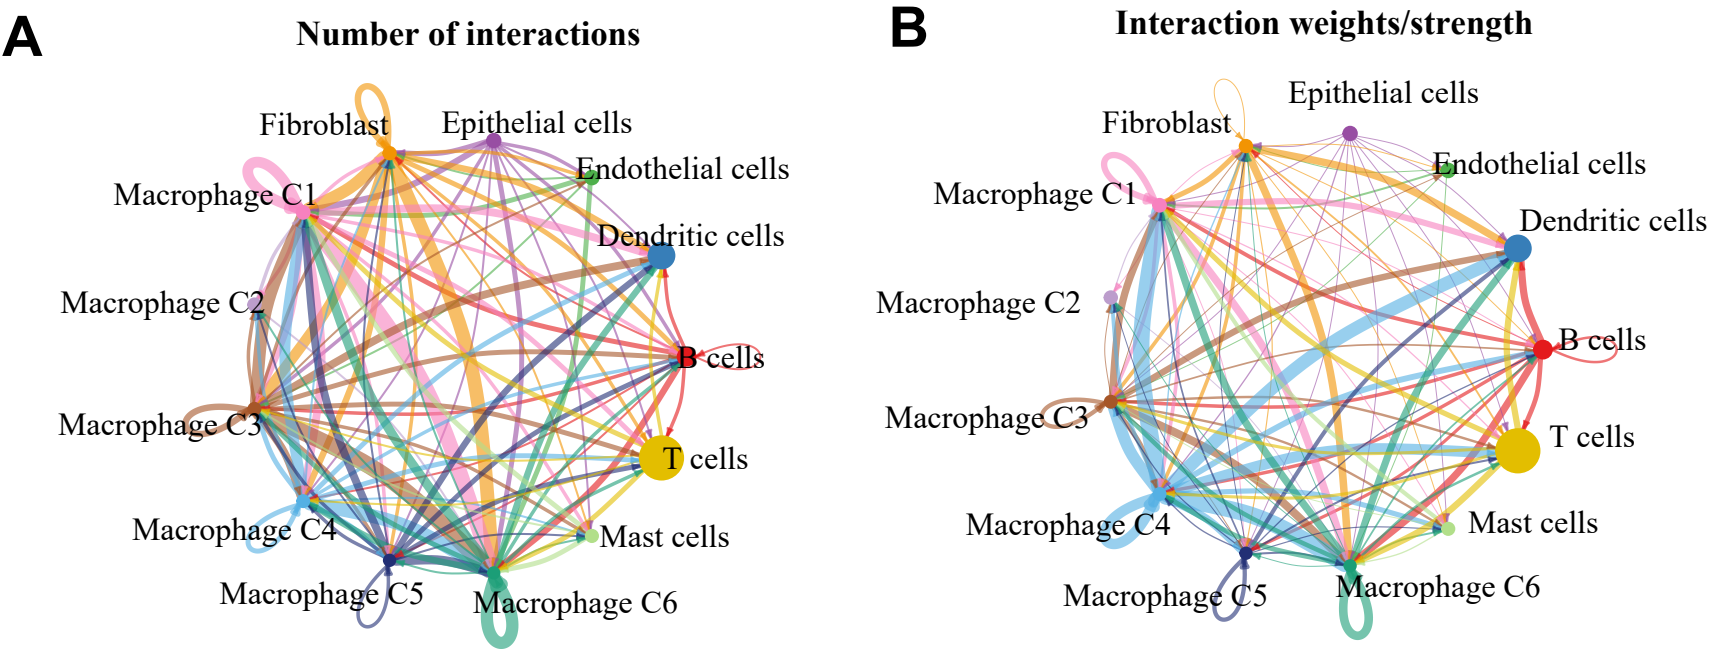 A
Number of interactions
Fibroblast
Epithelial cells
Endothelial cells
Macrophage C1
Dendritic cells
Macrophage C2
B cells
Macrophage C3
T cells
Macrophage C4
Mast cells
Macrophage C5
Macrophage C6
B
Interaction weights/strength
Epithelial cells
Fibroblast
Endothelial cells
Macrophage C1
Dendritic cells
Macrophage C2
B cells
Macrophage C3
T cells
Macrophage C4
Mast cells
Macrophage C5
Macrophage C6